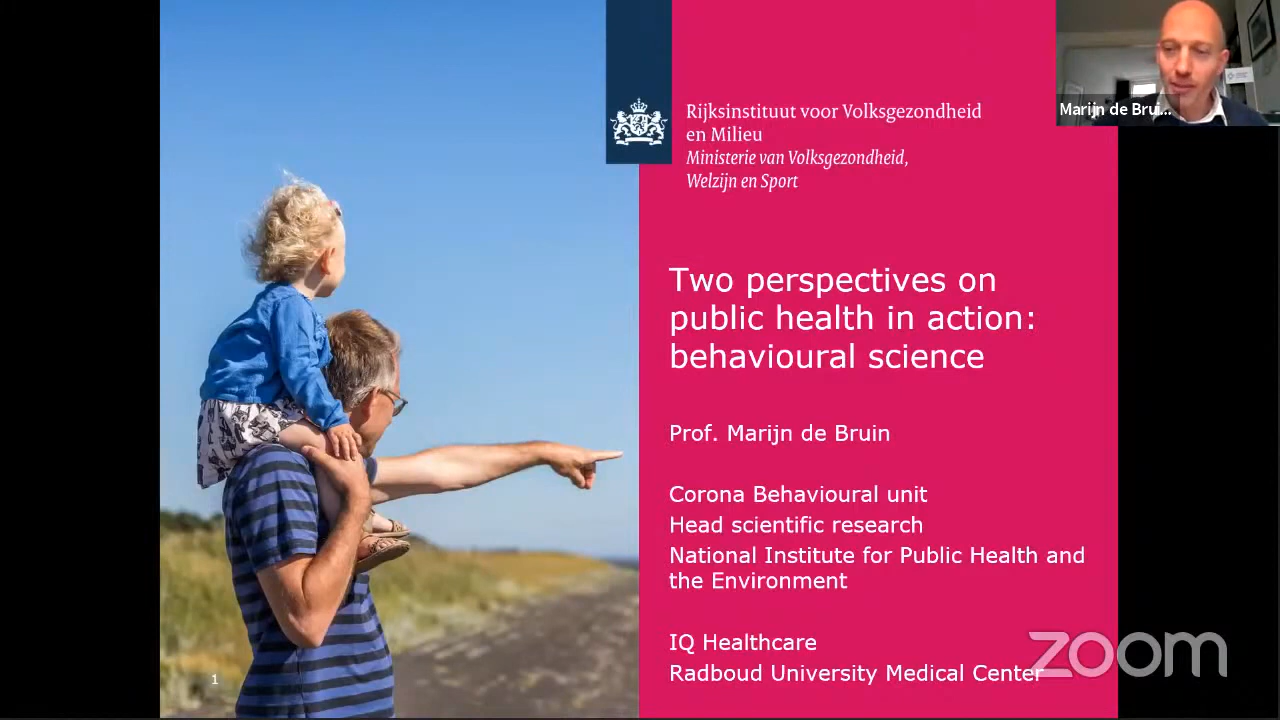 Rijksinstituut voor Volksgezondheid
en Milieu
Ministerie van Volksgezondheid,
Welzijn en Sport
Marijn de Brui...
Two perspectives on
public health in action:
behavioural science
Prof. Marijn de Bruin
Corona Behavioural unit
Head scientific research
National Institute for Public Health and
the Environment
IQ Healthcare
Radboud University Medical Center
zoom
1